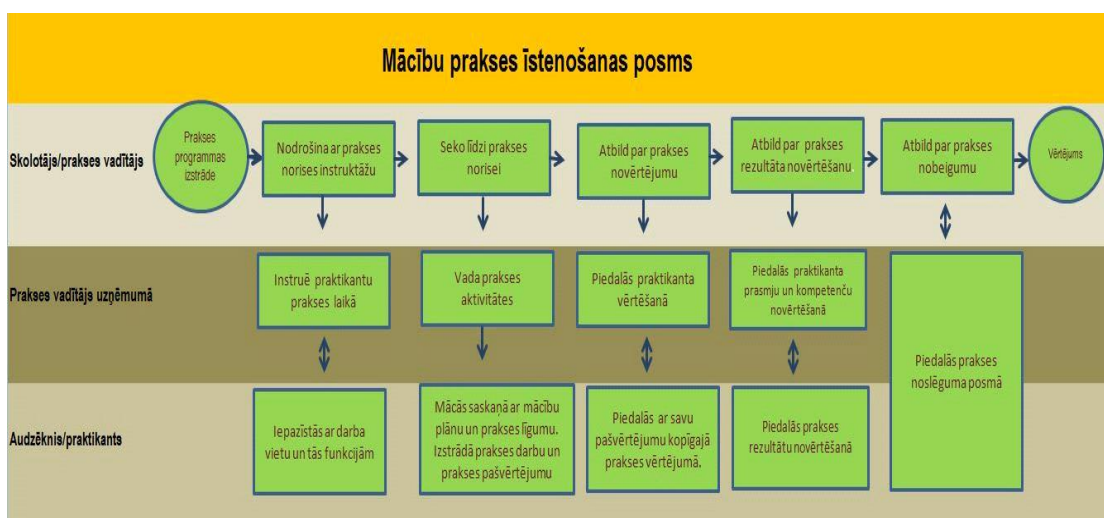 Mācību prakses īstenošanas posms
Skolotājs/prakses vadītājs
Prakses
programmas
izstrāde
Nodrošina ar prakses
norises instruktāžu
Seko līdzi prakses
norisei
Atbild par prakses
novērtējumu
Atbild par prakses
rezultāta novērtēšanu.
Atbild par prakses
nobeigumu
Vērtējums
Prakses vadītājs uzņēmumā
Instruē praktikantu
prakses laikā
Vada prakses
aktivitātes
Piedalās praktikanta
vērtēšanā
Piedalās praktikanta
prasmju un kompetenču
novērtēšanā
Piedalās prakses
noslēguma posmā
Audzēknis/praktikants
Iepazīstās ar darba
vietu un tās funkcijām
Mācās saskaņā ar mācību
plānu un prakses līgumu.
Izstrādā prakses darbu un
prakses pašvērtējumu
Piedalās ar savu
pašvērtējumu kopīgajā
prakses vērtējumā.
Piedalās prakses
rezultātu novērtēšanā